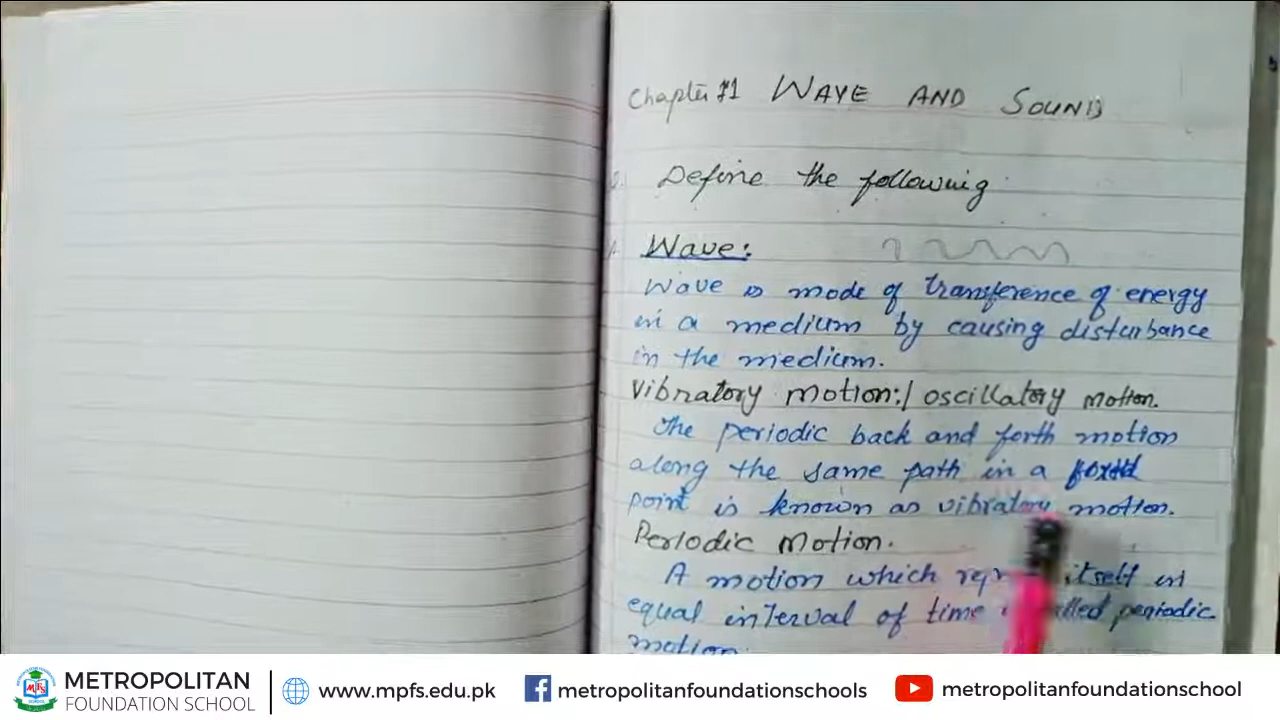 Chapter #1 WAVE AND SOUND
Define the following
1. Wave:
Wave is mode of transference of energy
in a medium by causing disturbance
in the medium.
Vibratory motion:/ oscillatory motion.
The periodic back and forth motion
along the same path in a
point is known as vibratory motion.
Periodic Motion.
A motion which itself in
equal interval of time periodic
motion.
METROPOLITAN
FOUNDATION SCHOOL
www.mpfs.edu.pk
metropolitanfoundationschools
metropolitanfoundationschool